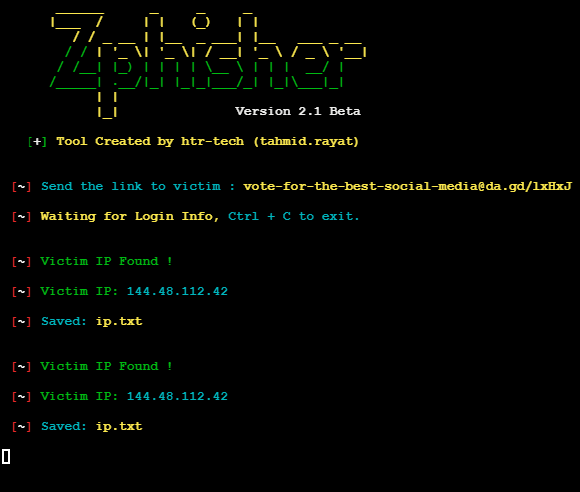 Zphisher
Version 2.1 Beta
[+] Tool Created by htr-tech (tahmid.rayat)
[~] Send the link to victim : vote-for-the-best-social-media@da.gd/lxHxJ
[~] Waiting for Login Info, Ctrl + C to exit.
[~] Victim IP Found !
[~] Victim IP: 144.48.112.42
[~] Saved: ip.txt
[~] Victim IP Found !
[~] Victim IP: 144.48.112.42
[~] Saved: ip.txt